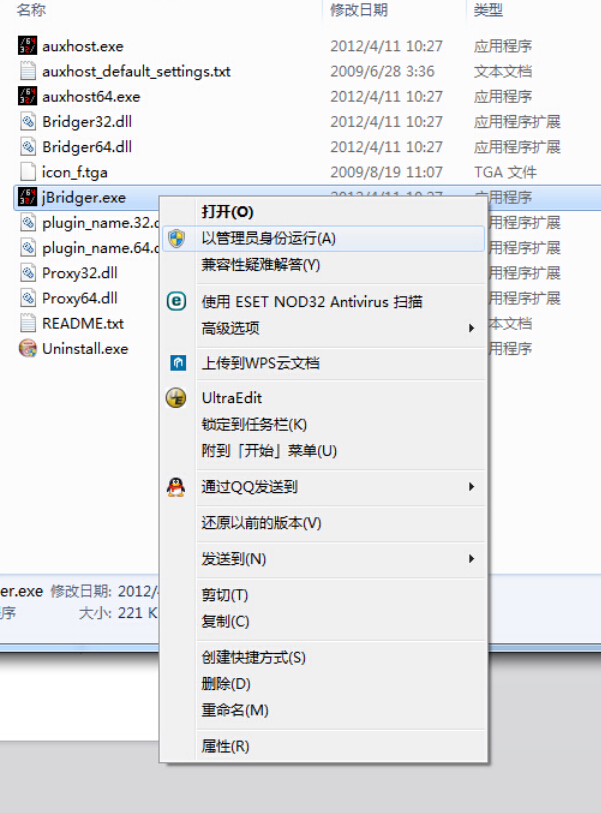 名称 修改日期 类型
auxhost.exe 2012/4/11 10:27 应用程序
auxhost_default_settings.txt 2009/6/28 3:36 文本文档
auxhost64.exe 2012/4/11 10:27 应用程序
Bridger32.dll 2012/4/11 10:27 应用程序扩展
Bridger64.dll 2012/4/11 10:27 应用程序扩展
icon_f.tga 2009/8/19 11:07 TGA 文件
jBridger.exe 2012/4/11 10:27 应用程序
plugin_name.32.d 用程序扩展
plugin_name.64.d 用程序扩展
Proxy32.dll 用程序扩展
Proxy64.dll 用程序扩展
README.txt 本文档
Uninstall.exe 用程序
打开(O)
以管理员身份运行(A)
兼容性疑难解答(Y)
使用 ESET NOD32 Antivirus 扫描
高级选项
上传到WPS云文档
UltraEdit
锁定到任务栏(K)
附到「开始」菜单(U)
通过QQ发送到
还原以前的版本(V)
发送到(N)
剪切(T)
复制(C)
创建快捷方式(S)
删除(D)
重命名(M)
属性(R)
er.exe 修改日期: 2012/
程序 大小: 221 K